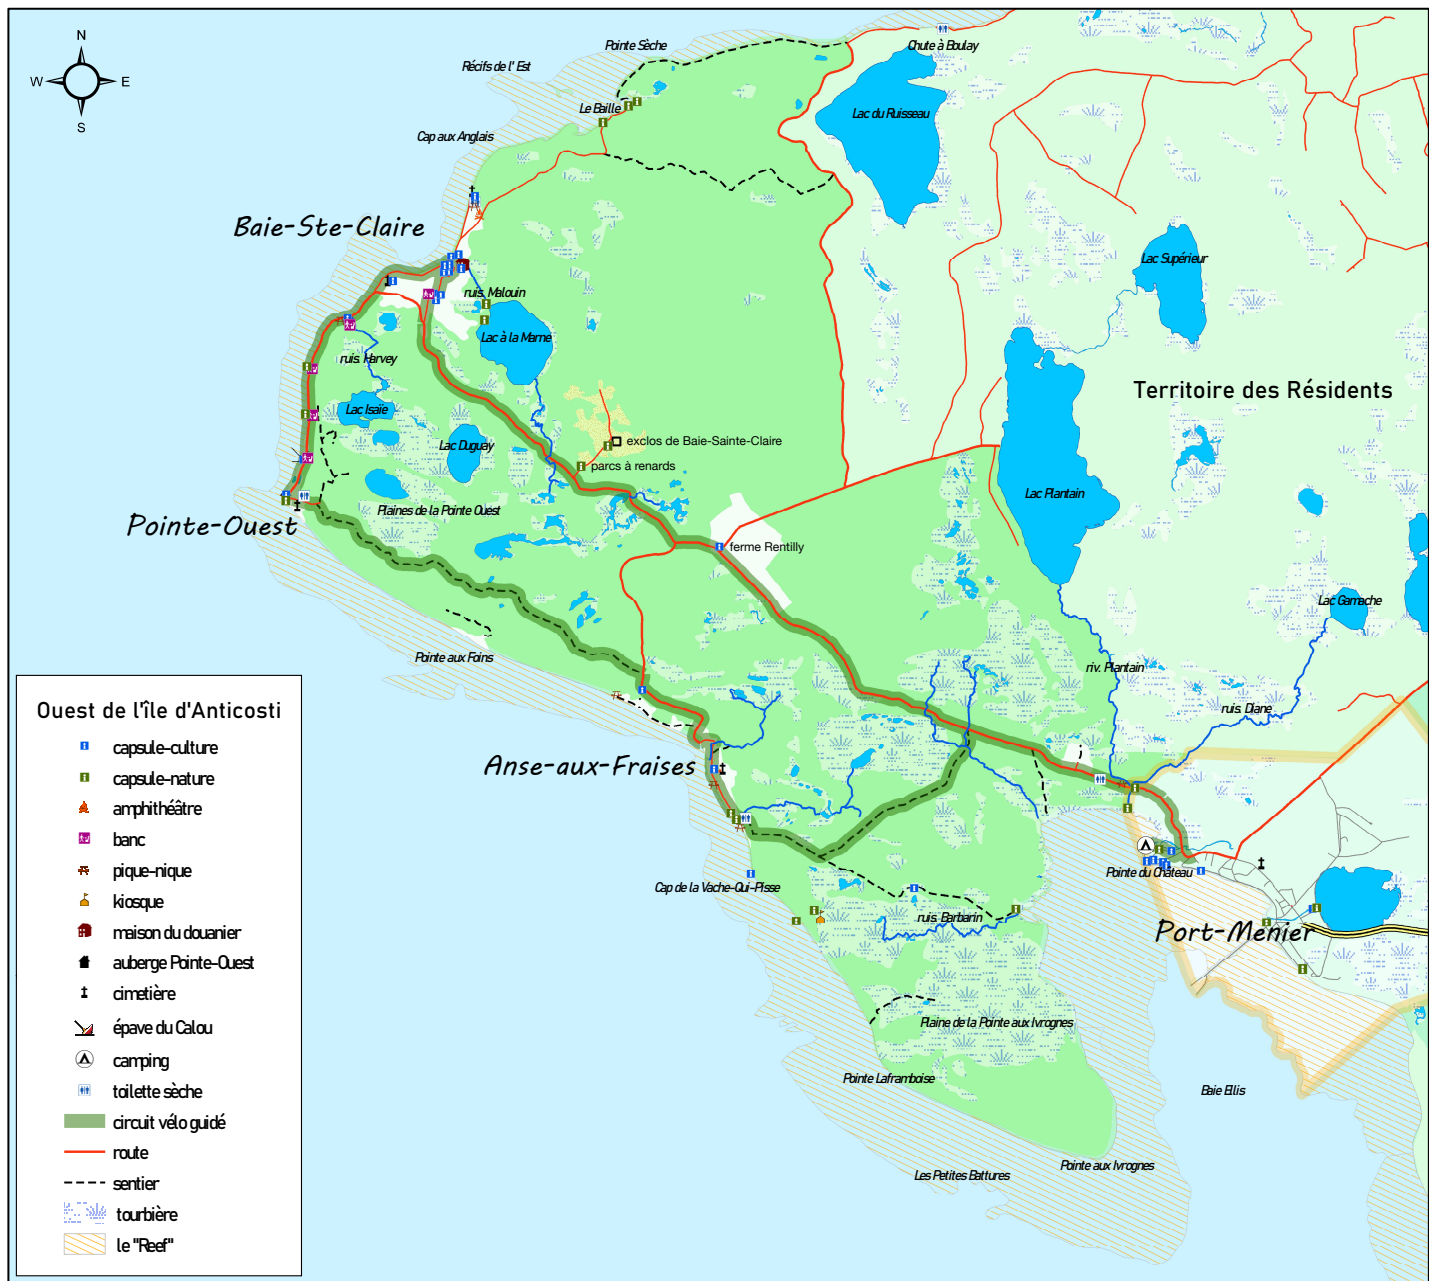 N
W
E
S
Pointe Sèche
Chute à Boulay
Récifs de l' Est
Le Baille
Lac du Ruisseau
Cap aux Anglais
Baie-Ste-Claire
Lac Supérieur
ruis. Malouin
Lac à la Marne
ruis. Harvey
Territoire des Résidents
Lac Isaïe
Lac Duguay
exclos de Baie-Sainte-Claire
parcs à renards
Lac Plantain
Plaines de la Pointe Ouest
Pointe-Ouest
ferme Rentilly
Lac Gamache
Pointe aux Foins
riv. Plantain
ruis. Diane
Anse-aux-Fraises
Pointe du Château
Cap de la Vache-Qui-Pisse
ruis. Barbarin
Port-Menier
Plaine de la Pointe aux Ivrognes
Pointe Laframboise
Baie Ellis
Pointe aux Ivrognes
Les Petites Battures
Ouest de l'île d'Anticosti
capsule-culture
capsule-nature
amphithéâtre
banc
pique-nique
kiosque
maison du douanier
auberge Pointe-Ouest
cimetière
épave du Calou
camping
toilette sèche
circuit vélo guidé
route
sentier
tourbière
le "Reef"